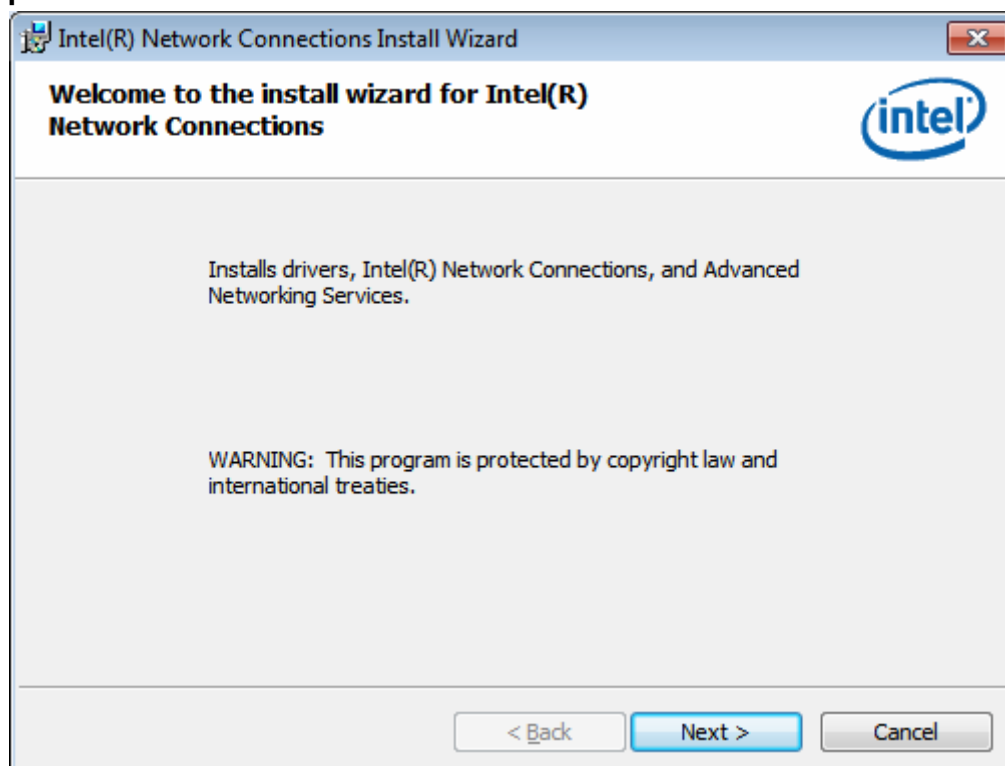 Intel(R) Network Connections Install Wizard
Welcome to the install wizard for Intel(R)
Network Connections
intel
Installs drivers, Intel(R) Network Connections, and Advanced
Networking Services.
WARNING:  This program is protected by copyright law and
international treaties.
< Back
Next >
Cancel